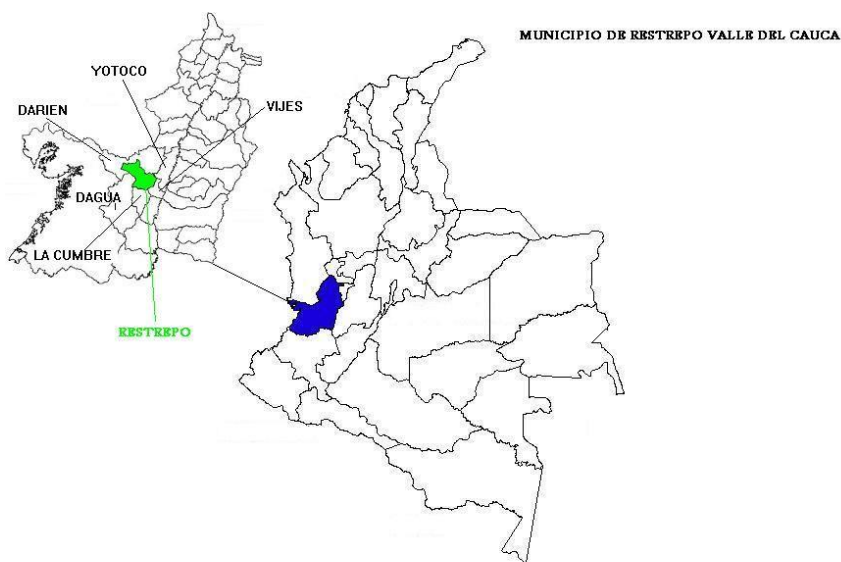 MUNICIPIO DE RESTREPO VALLE DEL CAUCA
YOTOCO
DARIEN
VIJES
DAGUA
LA CUMBRE
RESTREPO